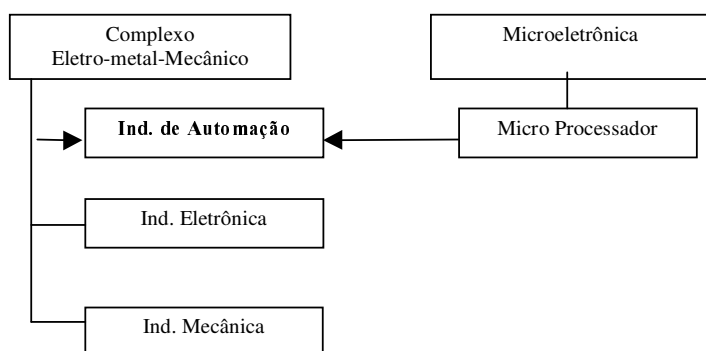 Complexo
Eletro-metal-Mecânico
Microeletrônica
Ind. de Automação
Micro Processador
Ind. Eletrônica
Ind. Mecânica